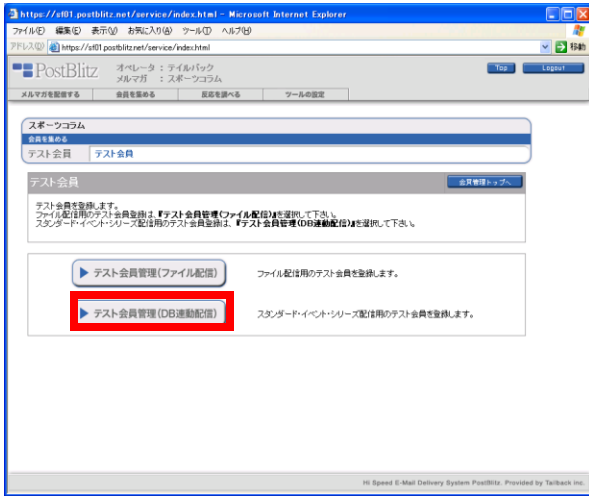 https://sf01.postblitz.net/service/index.html - Microsoft Internet Explorer
ファイル(F) 編集(E) 表示(V) お気に入り(A) ツール(T) ヘルプ(H)
アドレス(D) https://sf01.postblitz.net/service/index.html 移動
PostBlitz オペレータ : テイルバック Top Logout
メルマガ : スポーツコラム
メルマガを配信する 会員を集める 反応を調べる ツールの設定
スポーツコラム
会員を集める
テスト会員 テスト会員
テスト会員 会員管理トップへ
テスト会員を登録します。
ファイル配信用のテスト会員登録は、『テスト会員管理(ファイル配信)』を選択して下さい。
スタンダード・イベント・シリーズ配信用のテスト会員登録は、『テスト会員管理(DB連動配信)』を選択して下さい。
テスト会員管理(ファイル配信) ファイル配信用のテスト会員を登録します。
テスト会員管理(DB連動配信) スタンダード・イベント・シリーズ配信用のテスト会員を登録します。
Hi Speed E-Mail Delivery System PostBlitz. Provided by Tailback inc.